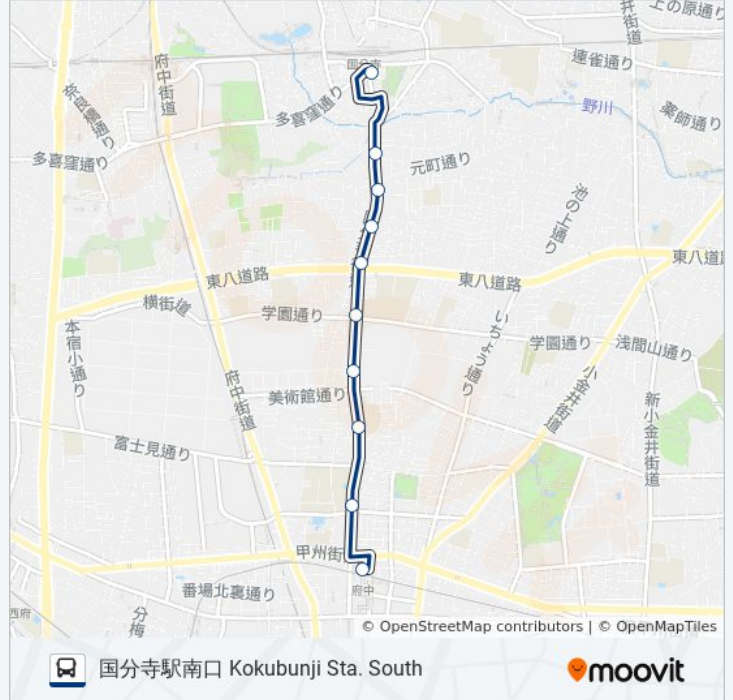 井街道
上の原通り
連雀通り
国分寺
府中街道
奈良橋通り
多喜窪通り
野川
薬師通り
多喜窪通り
元町通り
池の上通り
東八道路
東八道路
東八道
横街道
学園通り
いちょう通り
学園通り
浅間山通り
本宿小通り
府中街道
美術館通り
小金井街道
新小金井街道
富士見通り
甲州街
番場北裏通り
府中
西府
分梅
© OpenStreetMap contributors | © OpenMapTiles
国分寺駅南口 Kokubunji Sta. South
moovit